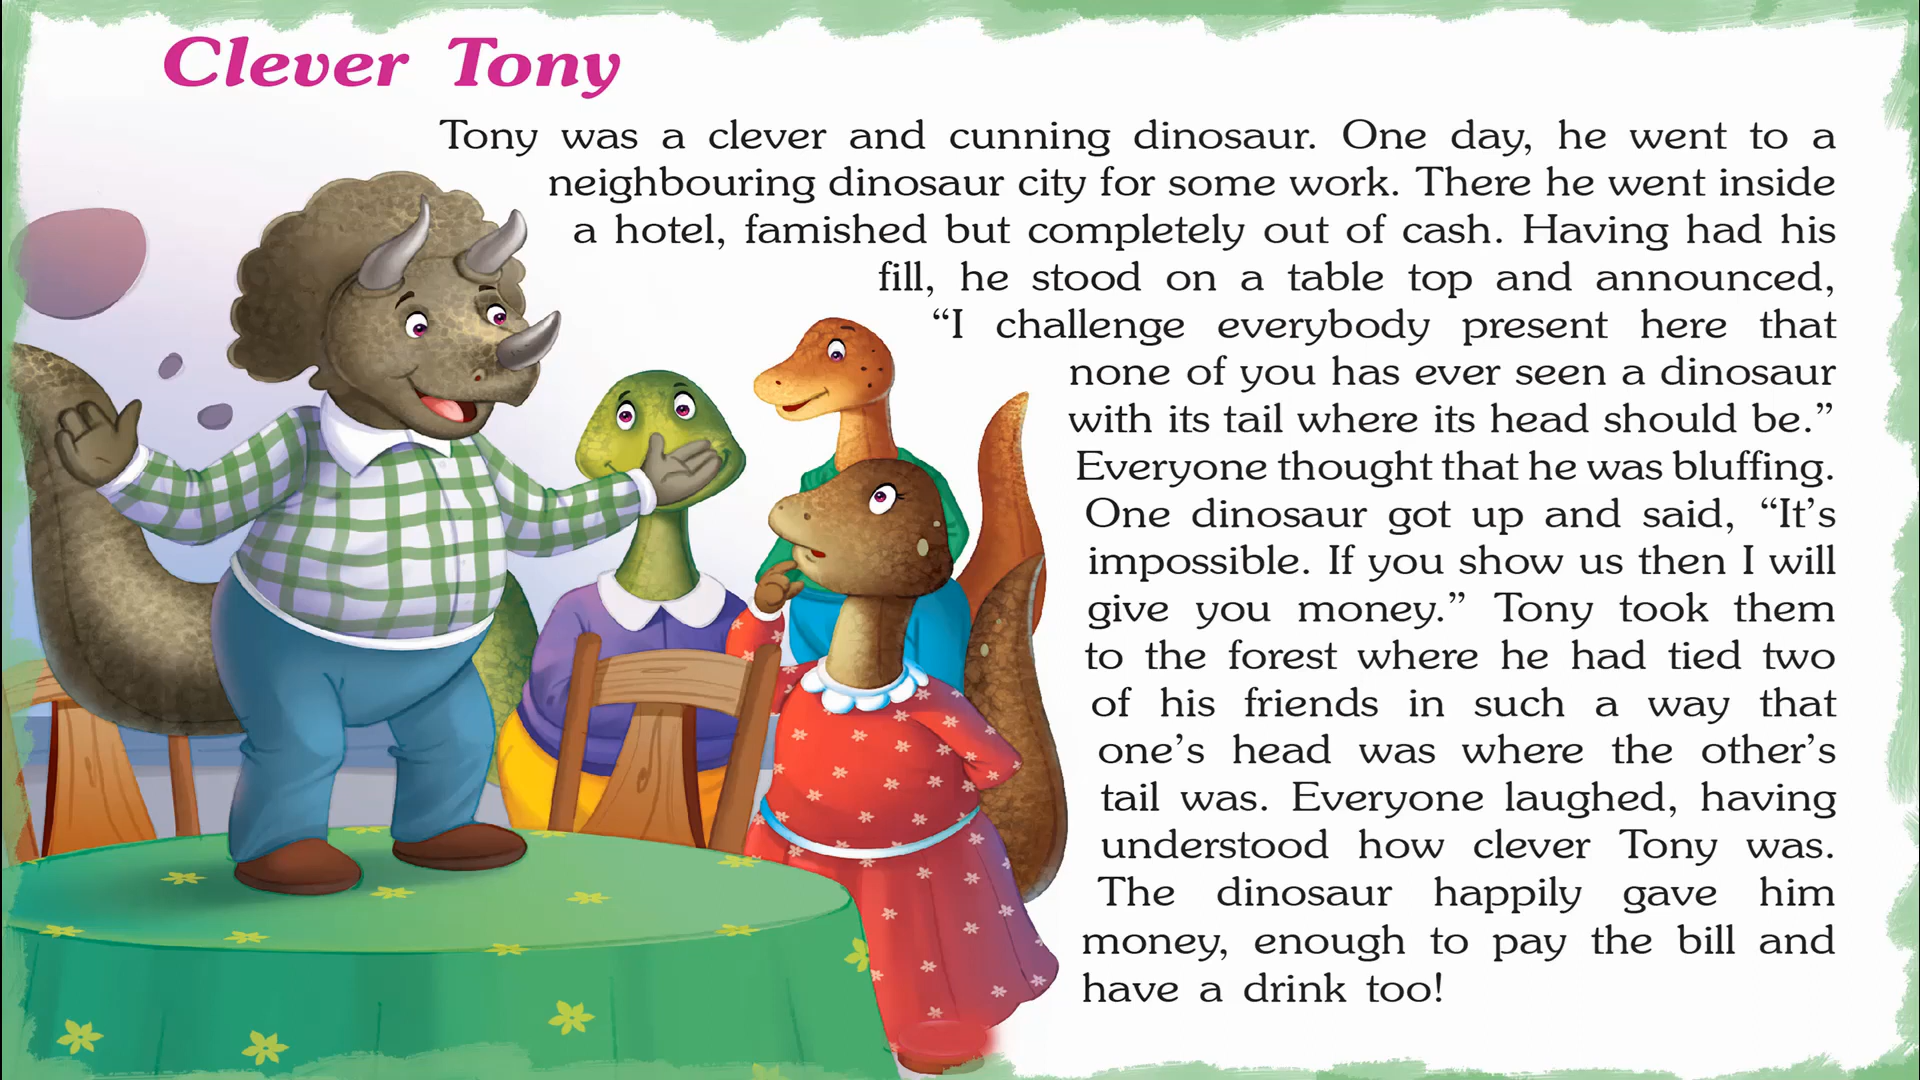 Clever Tony
Tony was a clever and cunning dinosaur. One day, he went to a
neighbouring dinosaur city for some work. There he went inside
a hotel, famished but completely out of cash. Having had his
fill, he stood on a table top and announced,
“I challenge everybody present here that
none of you has ever seen a dinosaur
with its tail where its head should be.”
Everyone thought that he was bluffing.
One dinosaur got up and said, “It’s
impossible. If you show us then I will
give you money.” Tony took them
to the forest where he had tied two
of his friends in such a way that
one’s head was where the other’s
tail was. Everyone laughed, having
understood how clever Tony was.
The dinosaur happily gave him
money, enough to pay the bill and
have a drink too!